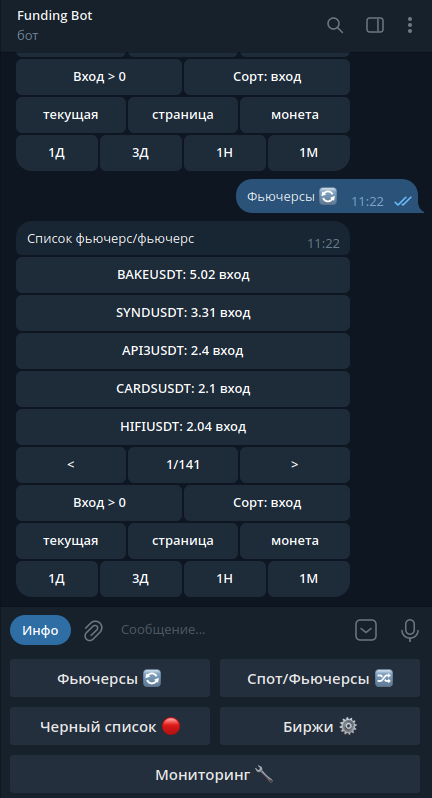 Funding Bot
бот
Вход > 0 Сорт: вход
текущая страница монета
1Д 3Д 1Н 1М
Фьючерсы 🔄 11:22
Список фьючерс/фьючерс 11:22
BAKEUSDT: 5.02 вход
SYNDUSDT: 3.31 вход
API3USDT: 2.4 вход
CARDSUSDT: 2.1 вход
HIFIUSDT: 2.04 вход
< 1/141 >
Вход > 0 Сорт: вход
текущая страница монета
1Д 3Д 1Н 1М
Инфо Сообщение...
Фьючерсы 🔄 Спот/Фьючерсы 🔀
Черный список 🔴 Биржи ⚙️
Мониторинг 🔧